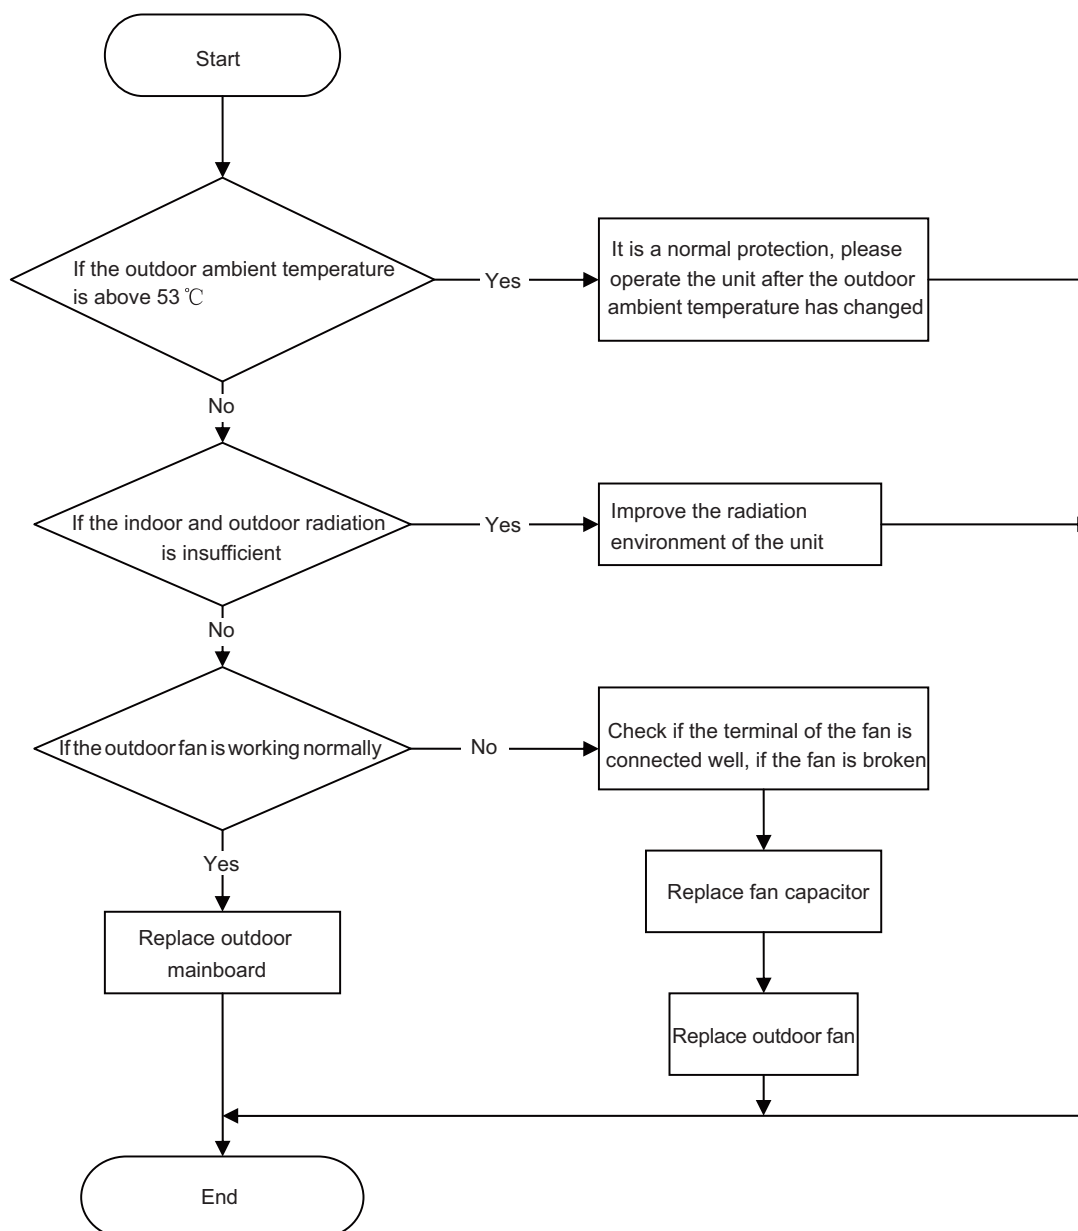 Start
If the outdoor ambient temperature
is above 53 ℃
Yes
It is a normal protection, please
operate the unit after the outdoor
ambient temperature has changed
No
If the indoor and outdoor radiation
is insufficient
Yes
Improve the radiation
environment of the unit
No
If the outdoor fan is working normally
No
Check if the terminal of the fan is
connected well, if the fan is broken
Yes
Replace fan capacitor
Replace outdoor
mainboard
Replace outdoor fan
End